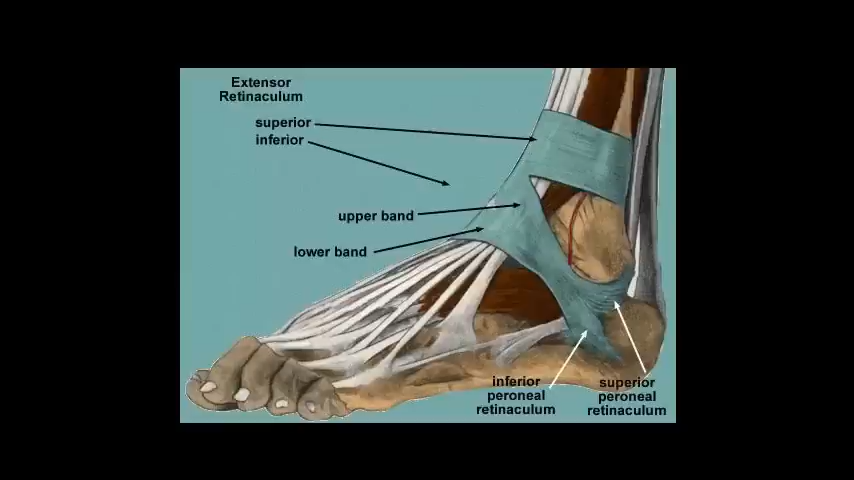 Extensor
Retinaculum
superior
inferior
upper band
lower band
inferior
peroneal
retinaculum
superior
peroneal
retinaculum